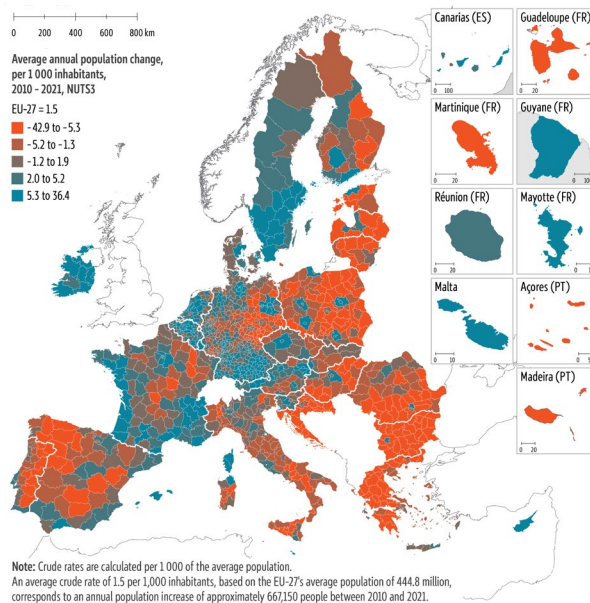 0 200 400 600 800 km
Average annual population change,
per 1 000 inhabitants,
2010 - 2021, NUTS3
EU-27 = 1.5
-42.9 to -5.3
-5.2 to -1.3
-1.2 to 1.9
2.0 to 5.2
5.3 to 36.4
Canarias (ES)
0 100
Guadeloupe (FR)
0 20
Martinique (FR)
0 20
Guyane (FR)
0 100
Réunion (FR)
0 20
Mayotte (FR)
0
Malta
0 10
Açores (PT)
0
Madeira (PT)
0 20
Note: Crude rates are calculated per 1 000 of the average population.
An average crude rate of 1.5 per 1,000 inhabitants, based on the EU-27's average population of 444.8 million,
corresponds to an annual population increase of approximately 667,150 people between 2010 and 2021.